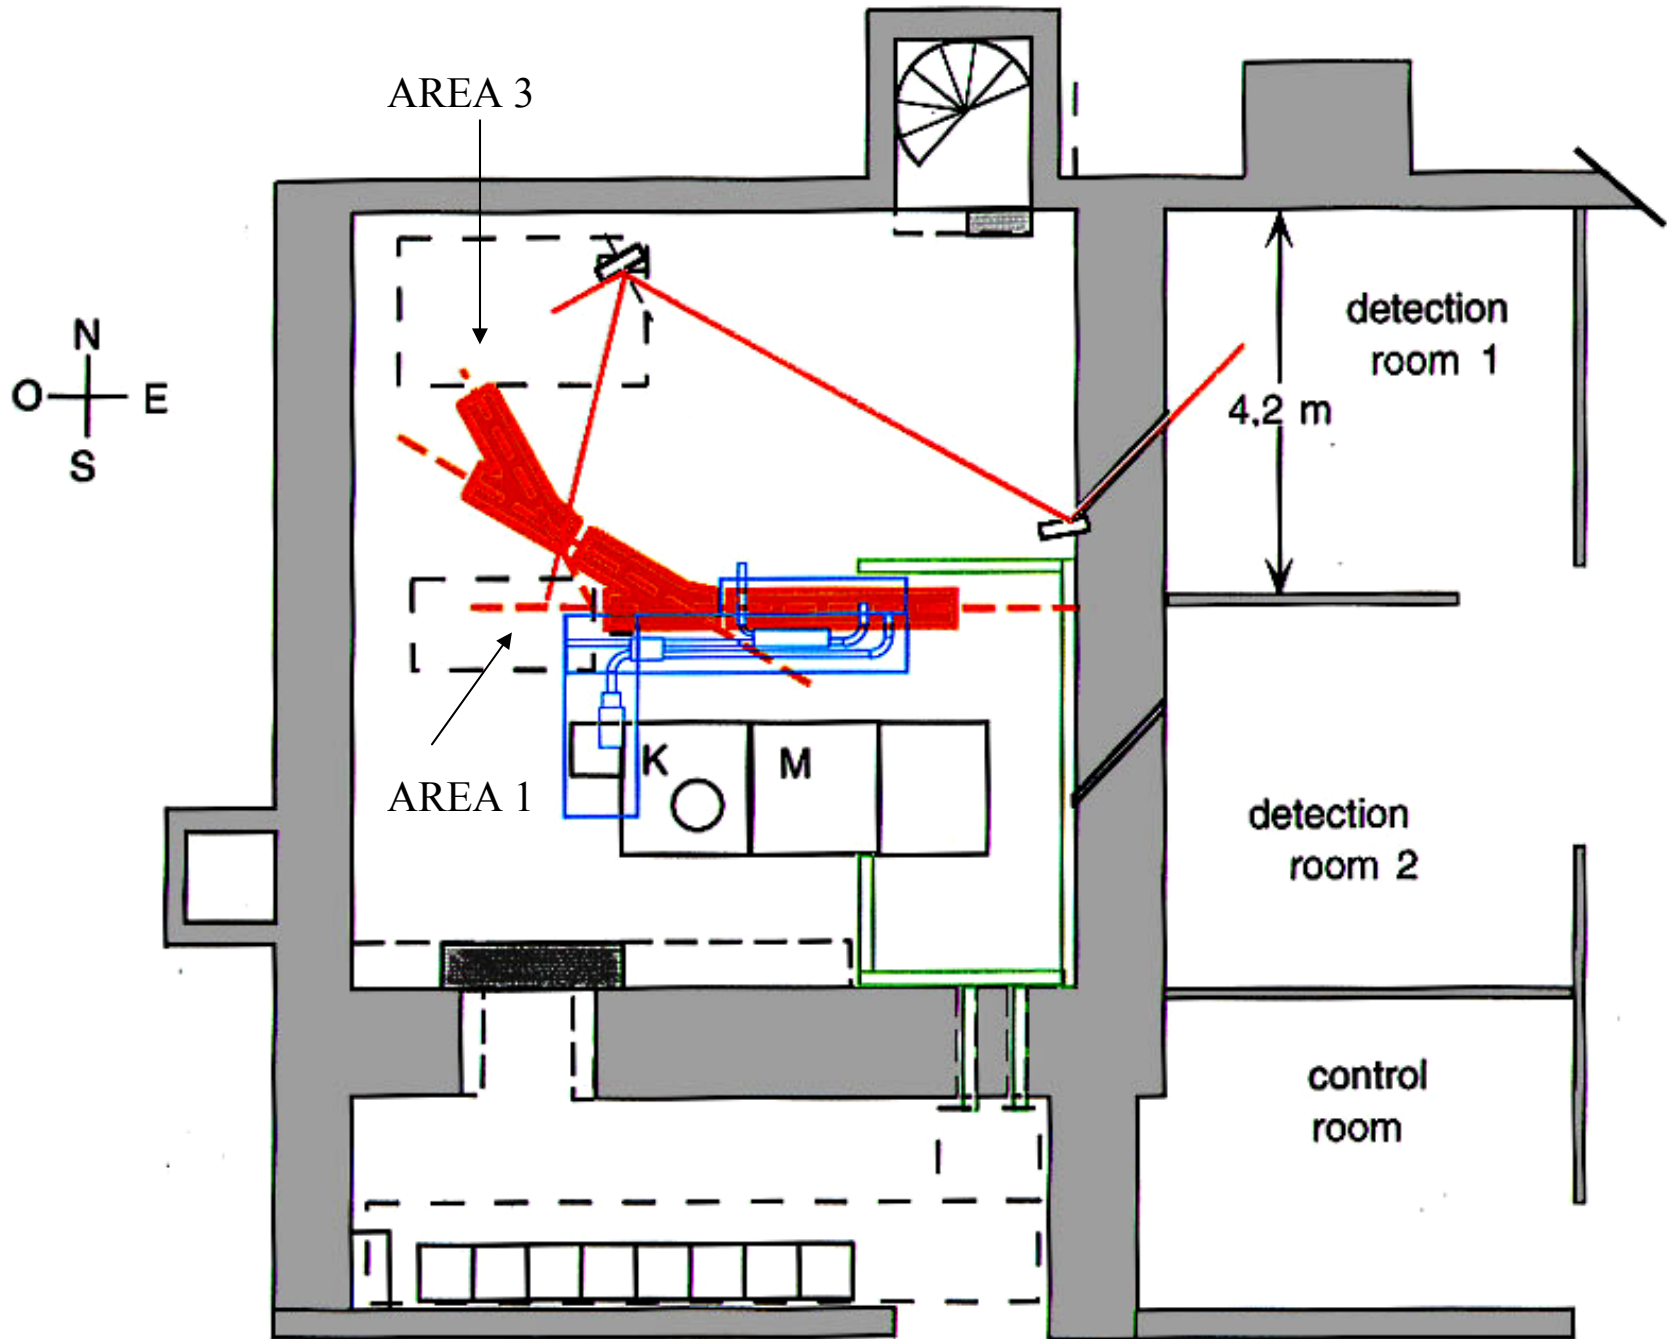 AREA 3
N
O
E
S
detection
room 1
4,2 m
K
M
AREA 1
detection
room 2
control
room